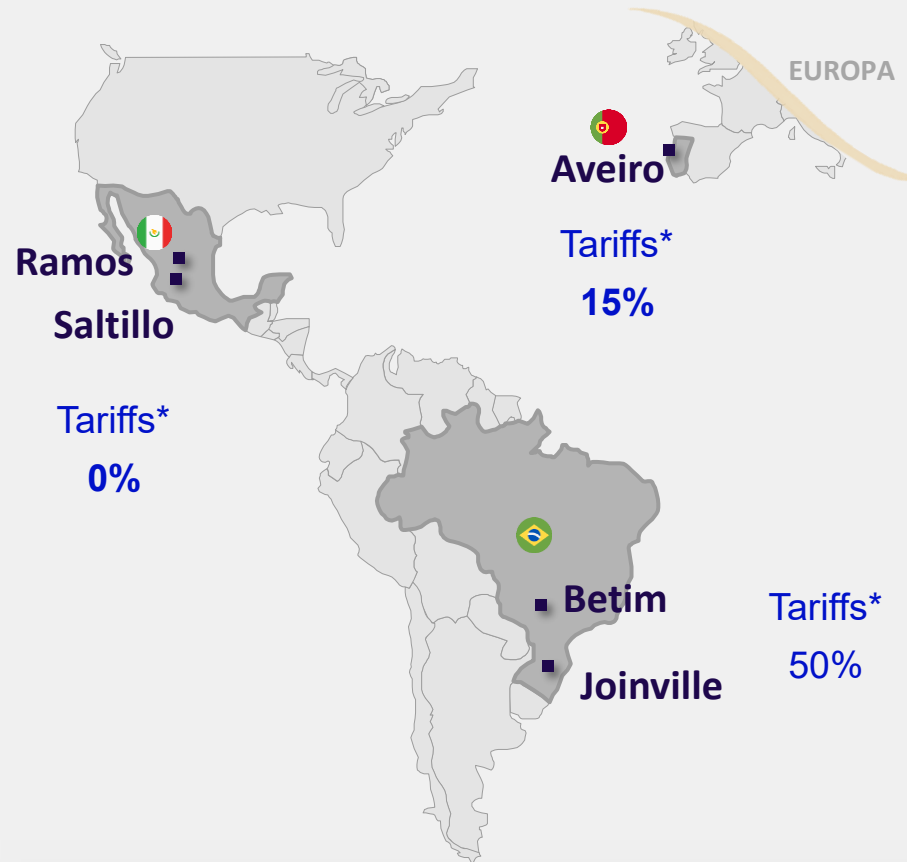 EUROPA
Aveiro
Tariffs*
15%
Ramos
Saltillo
Tariffs*
0%
Betim
Joinville
Tariffs*
50%